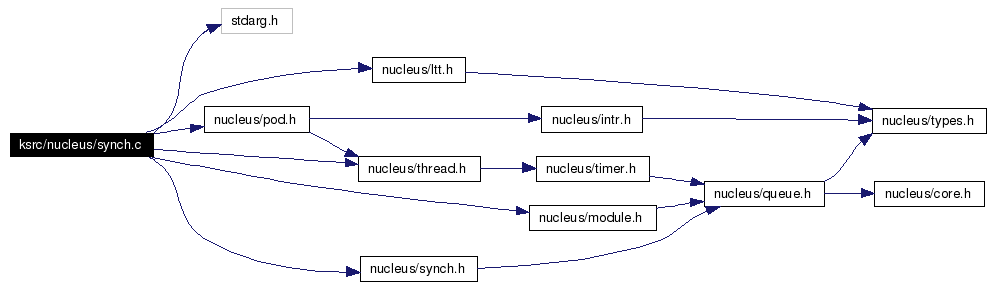 stdarg.h
nucleus/ltt.h
nucleus/pod.h
nucleus/intr.h
nucleus/types.h
ksrc/nucleus/synch.c
nucleus/thread.h
nucleus/timer.h
nucleus/queue.h
nucleus/core.h
nucleus/module.h
nucleus/synch.h